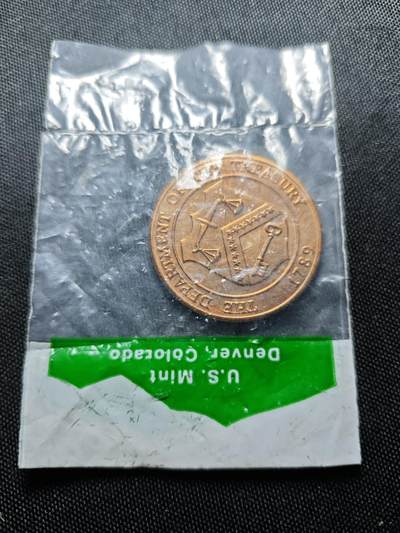 THE DEPARTMENT OF THE TREASURY
1789
U.S. Mint
Denver, Colorado